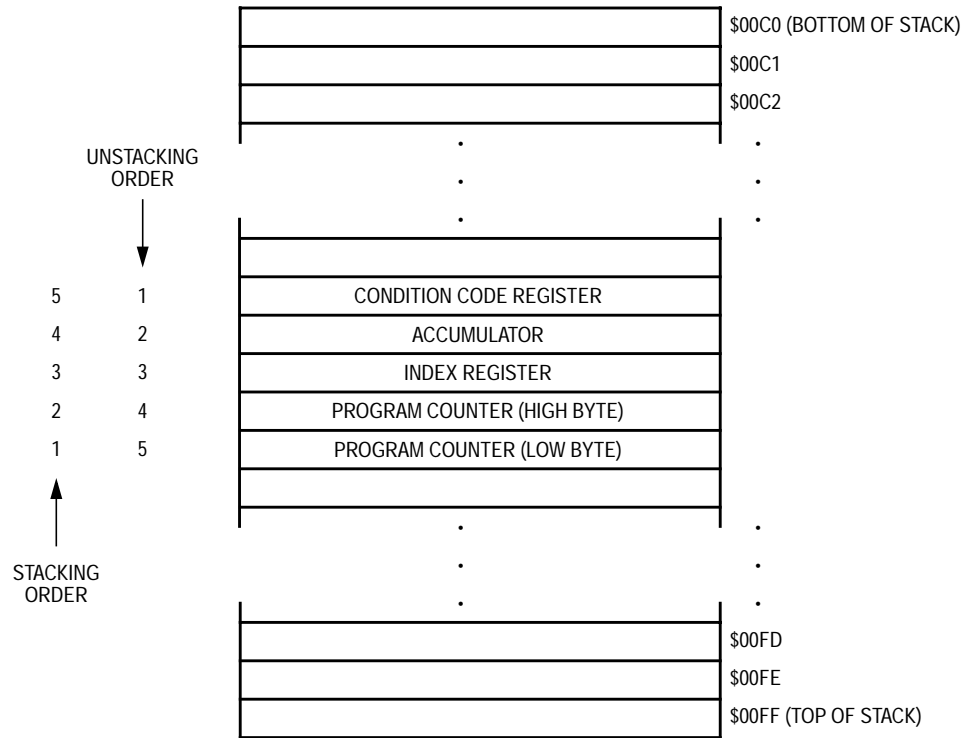 $00C0 (BOTTOM OF STACK)
$00C1
$00C2
UNSTACKING
ORDER
5 1 CONDITION CODE REGISTER
4 2 ACCUMULATOR
3 3 INDEX REGISTER
2 4 PROGRAM COUNTER (HIGH BYTE)
1 5 PROGRAM COUNTER (LOW BYTE)
STACKING
ORDER
$00FD
$00FE
$00FF (TOP OF STACK)